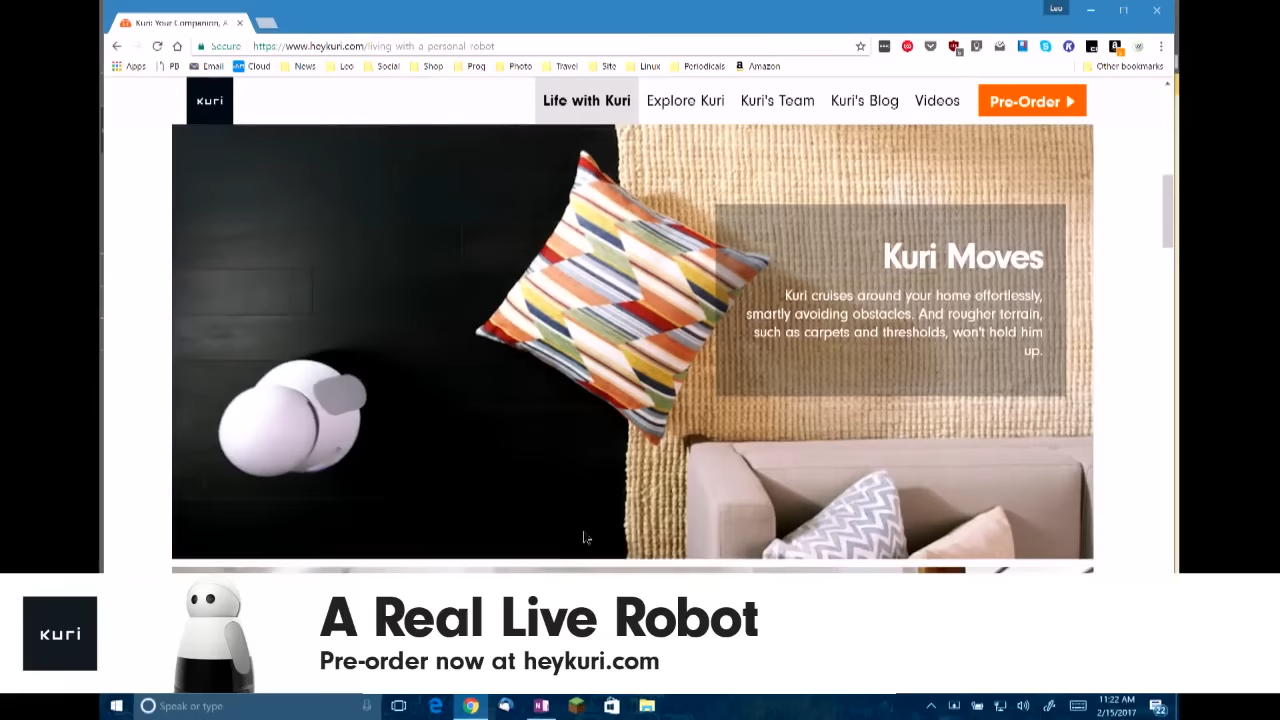 Leo
Kuri: Your Companion, A
Secure
https://www.heykuri.com/living with a personal robot
Apps
PB
Email
Cloud
News
Leo
Social
Shop
Prog
Photo
Travel
Site
Linux
Periodicals
Amazon
Other bookmarks
kuri
Life with Kuri
Explore Kuri
Kuri's Team
Kuri's Blog
Videos
Pre-Order
Kuri Moves
Kuri cruises around your home effortlessly,
smartly avoiding obstacles. And rougher terrain,
such as carpets and thresholds, won't hold him
up.
kuri
A Real Live Robot
Pre-order now at heykuri.com
Speak or type
11:22 AM
2/15/2017
22